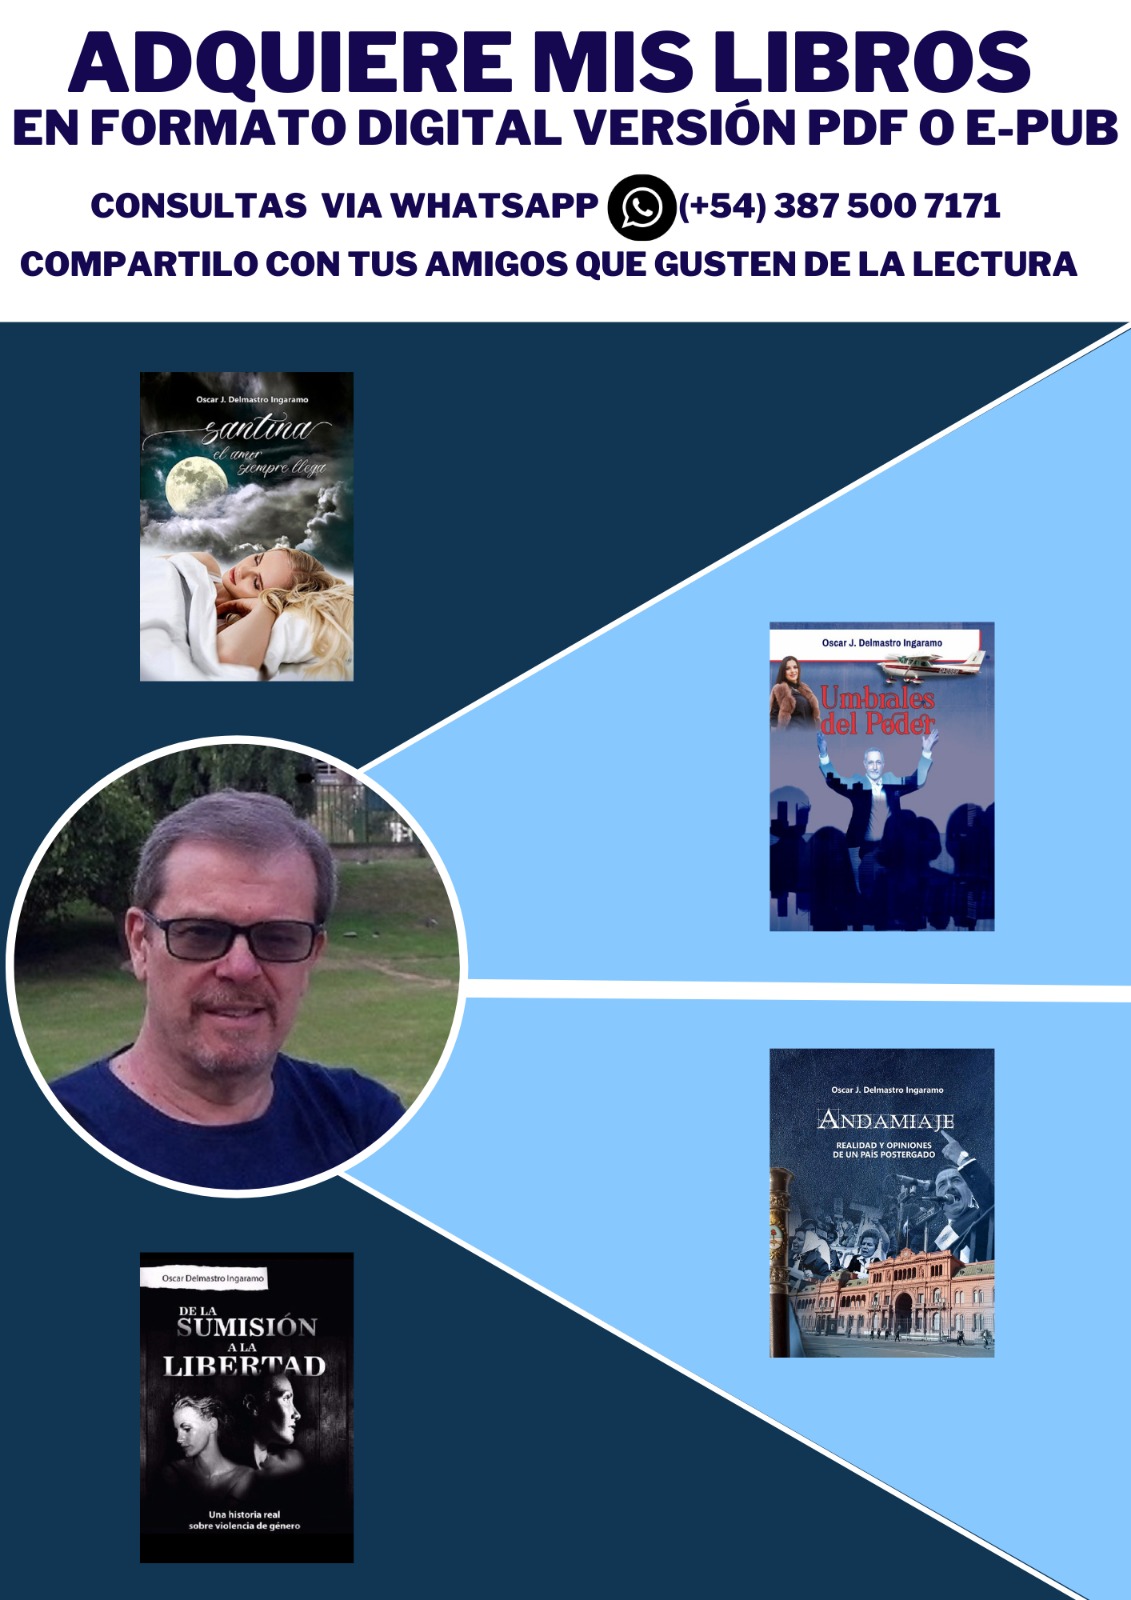 ADQUIERE MIS LIBROS
EN FORMATO DIGITAL VERSIÓN PDF O E-PUB
CONSULTAS VIA WHATSAPP (+54) 387 500 7171
COMPARTILO CON TUS AMIGOS QUE GUSTEN DE LA LECTURA
Oscar J. Delmastro Ingaramo
santina
el amor
siempre llega
Oscar J. Delmastro Ingaramo
Umbrales
del Poder
Oscar J. Delmastro Ingaramo
ANDAMIAJE
REALIDAD Y OPINIONES
DE UN PAÍS POSTERGADO
Oscar Delmastro Ingaramo
DE LA
SUMISIÓN
A LA
LIBERTAD
Una historia real
sobre violencia de género